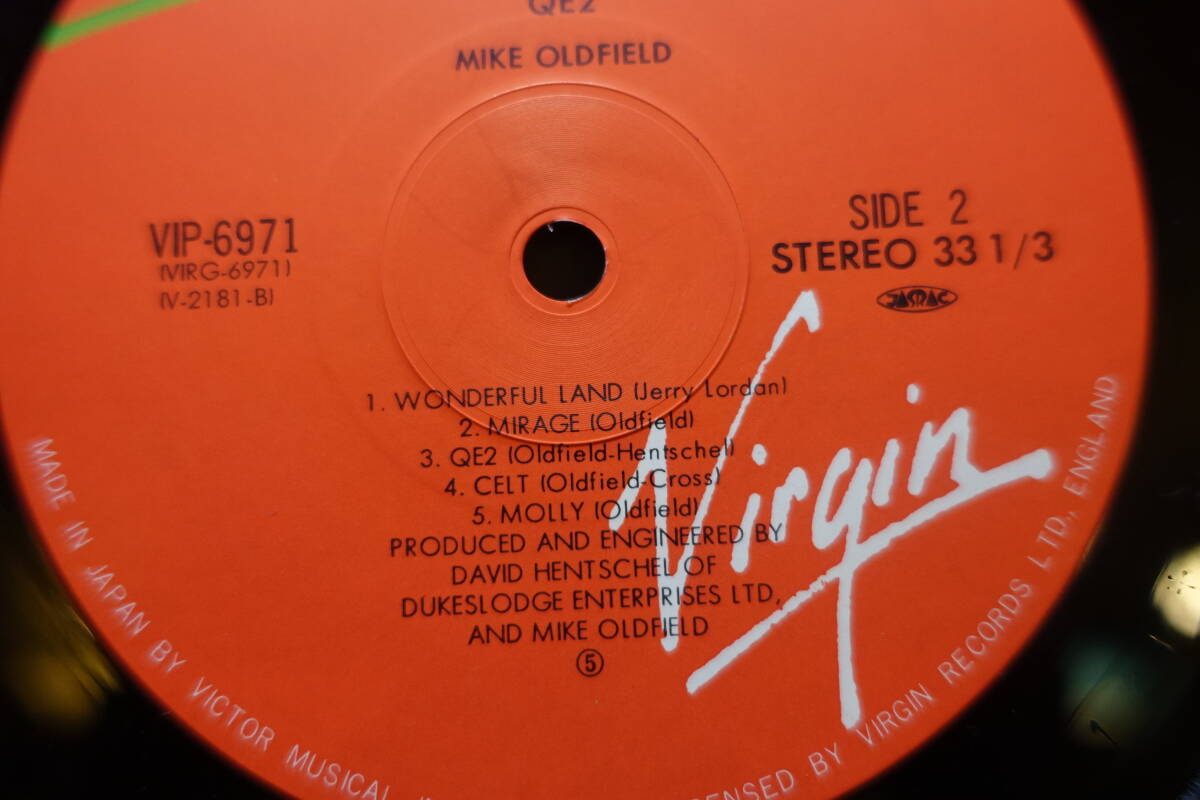 QE2
MIKE OLDFIELD
VIP-6971
(VIRG-6971)
(V-2181-B)
SIDE 2
STEREO 33 1/3
JASRAC
1. WONDERFUL LAND (Jerry Lordan)
2. MIRAGE (Oldfield)
3. QE2 (Oldfield-Hentschel)
4. CELT (Oldfield-Cross)
5. MOLLY (Oldfield)
PRODUCED AND ENGINEERED BY
DAVID HENTSCHEL OF
DUKESLODGE ENTERPRISES LTD,
AND MIKE OLDFIELD
⑤
Virgin
MADE IN JAPAN BY VICTOR MUSICAL
BY VIRGIN RECORDS LTD., ENGLAND